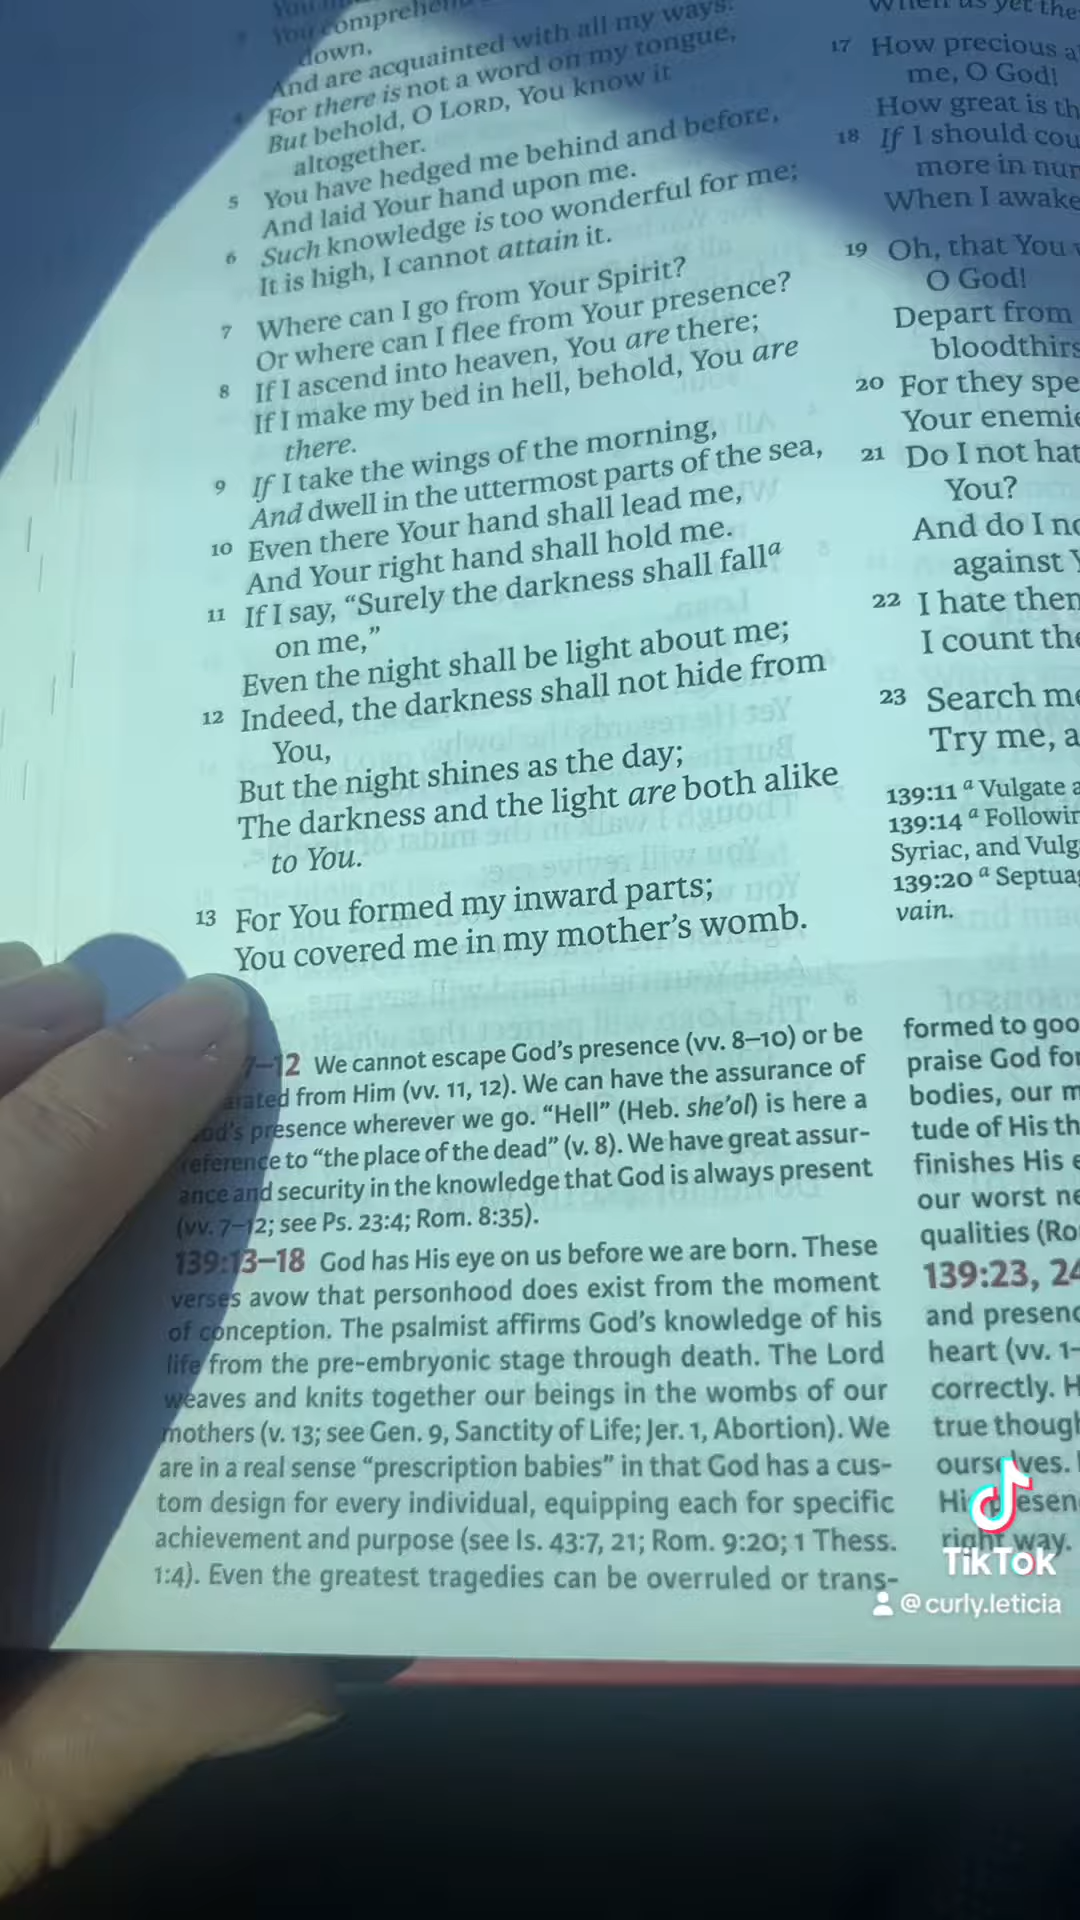 You comprehend
down,
And are acquainted with all my ways.
For there is not a word on my tongue,
But behold, O LORD, You know it
altogether.
5 You have hedged me behind and before,
And laid Your hand upon me.
6 Such knowledge is too wonderful for me;
It is high, I cannot attain it.
7 Where can I go from Your Spirit?
Or where can I flee from Your presence?
8 If I ascend into heaven, You are there;
If I make my bed in hell, behold, You are
there.
9 If I take the wings of the morning,
And dwell in the uttermost parts of the sea,
10 Even there Your hand shall lead me,
And Your right hand shall hold me.
11 If I say, “Surely the darkness shall fallᵃ
on me,”
Even the night shall be light about me;
12 Indeed, the darkness shall not hide from
You,
But the night shines as the day;
The darkness and the light are both alike
to You.
13 For You formed my inward parts;
You covered me in my mother’s womb.
When as yet the
17 How precious a
me, O God!
How great is th
18 If I should cou
more in nu
When I awake
19 Oh, that You
O God!
Depart from
bloodthirs
20 For they spe
Your enemie
21 Do I not hat
You?
And do I no
against Y
22 I hate then
I count the
23 Search me
Try me, a
139:11 ᵃ Vulgate a
139:14 ᵃ Followin
Syriac, and Vulg
139:20 ᵃ Septuag
vain.
7–12 We cannot escape God’s presence (vv. 8–10) or be
arated from Him (vv. 11, 12). We can have the assurance of
od’s presence wherever we go. “Hell” (Heb. she’ol) is here a
reference to “the place of the dead” (v. 8). We have great assur-
ance and security in the knowledge that God is always present
(vv. 7–12; see Ps. 23:4; Rom. 8:35).
139:13–18 God has His eye on us before we are born. These
verses avow that personhood does exist from the moment
of conception. The psalmist affirms God’s knowledge of his
life from the pre-embryonic stage through death. The Lord
weaves and knits together our beings in the wombs of our
mothers (v. 13; see Gen. 9, Sanctity of Life; Jer. 1, Abortion). We
are in a real sense “prescription babies” in that God has a cus-
tom design for every individual, equipping each for specific
achievement and purpose (see Is. 43:7, 21; Rom. 9:20; 1 Thess.
1:4). Even the greatest tragedies can be overruled or trans-
formed to goo
praise God for
bodies, our m
tude of His th
finishes His e
our worst ne
qualities (Ro
139:23, 24
and presenc
heart (vv. 1–
correctly. H
true though
ourselves.
His presen
right way.
TikTok
@curly.leticia